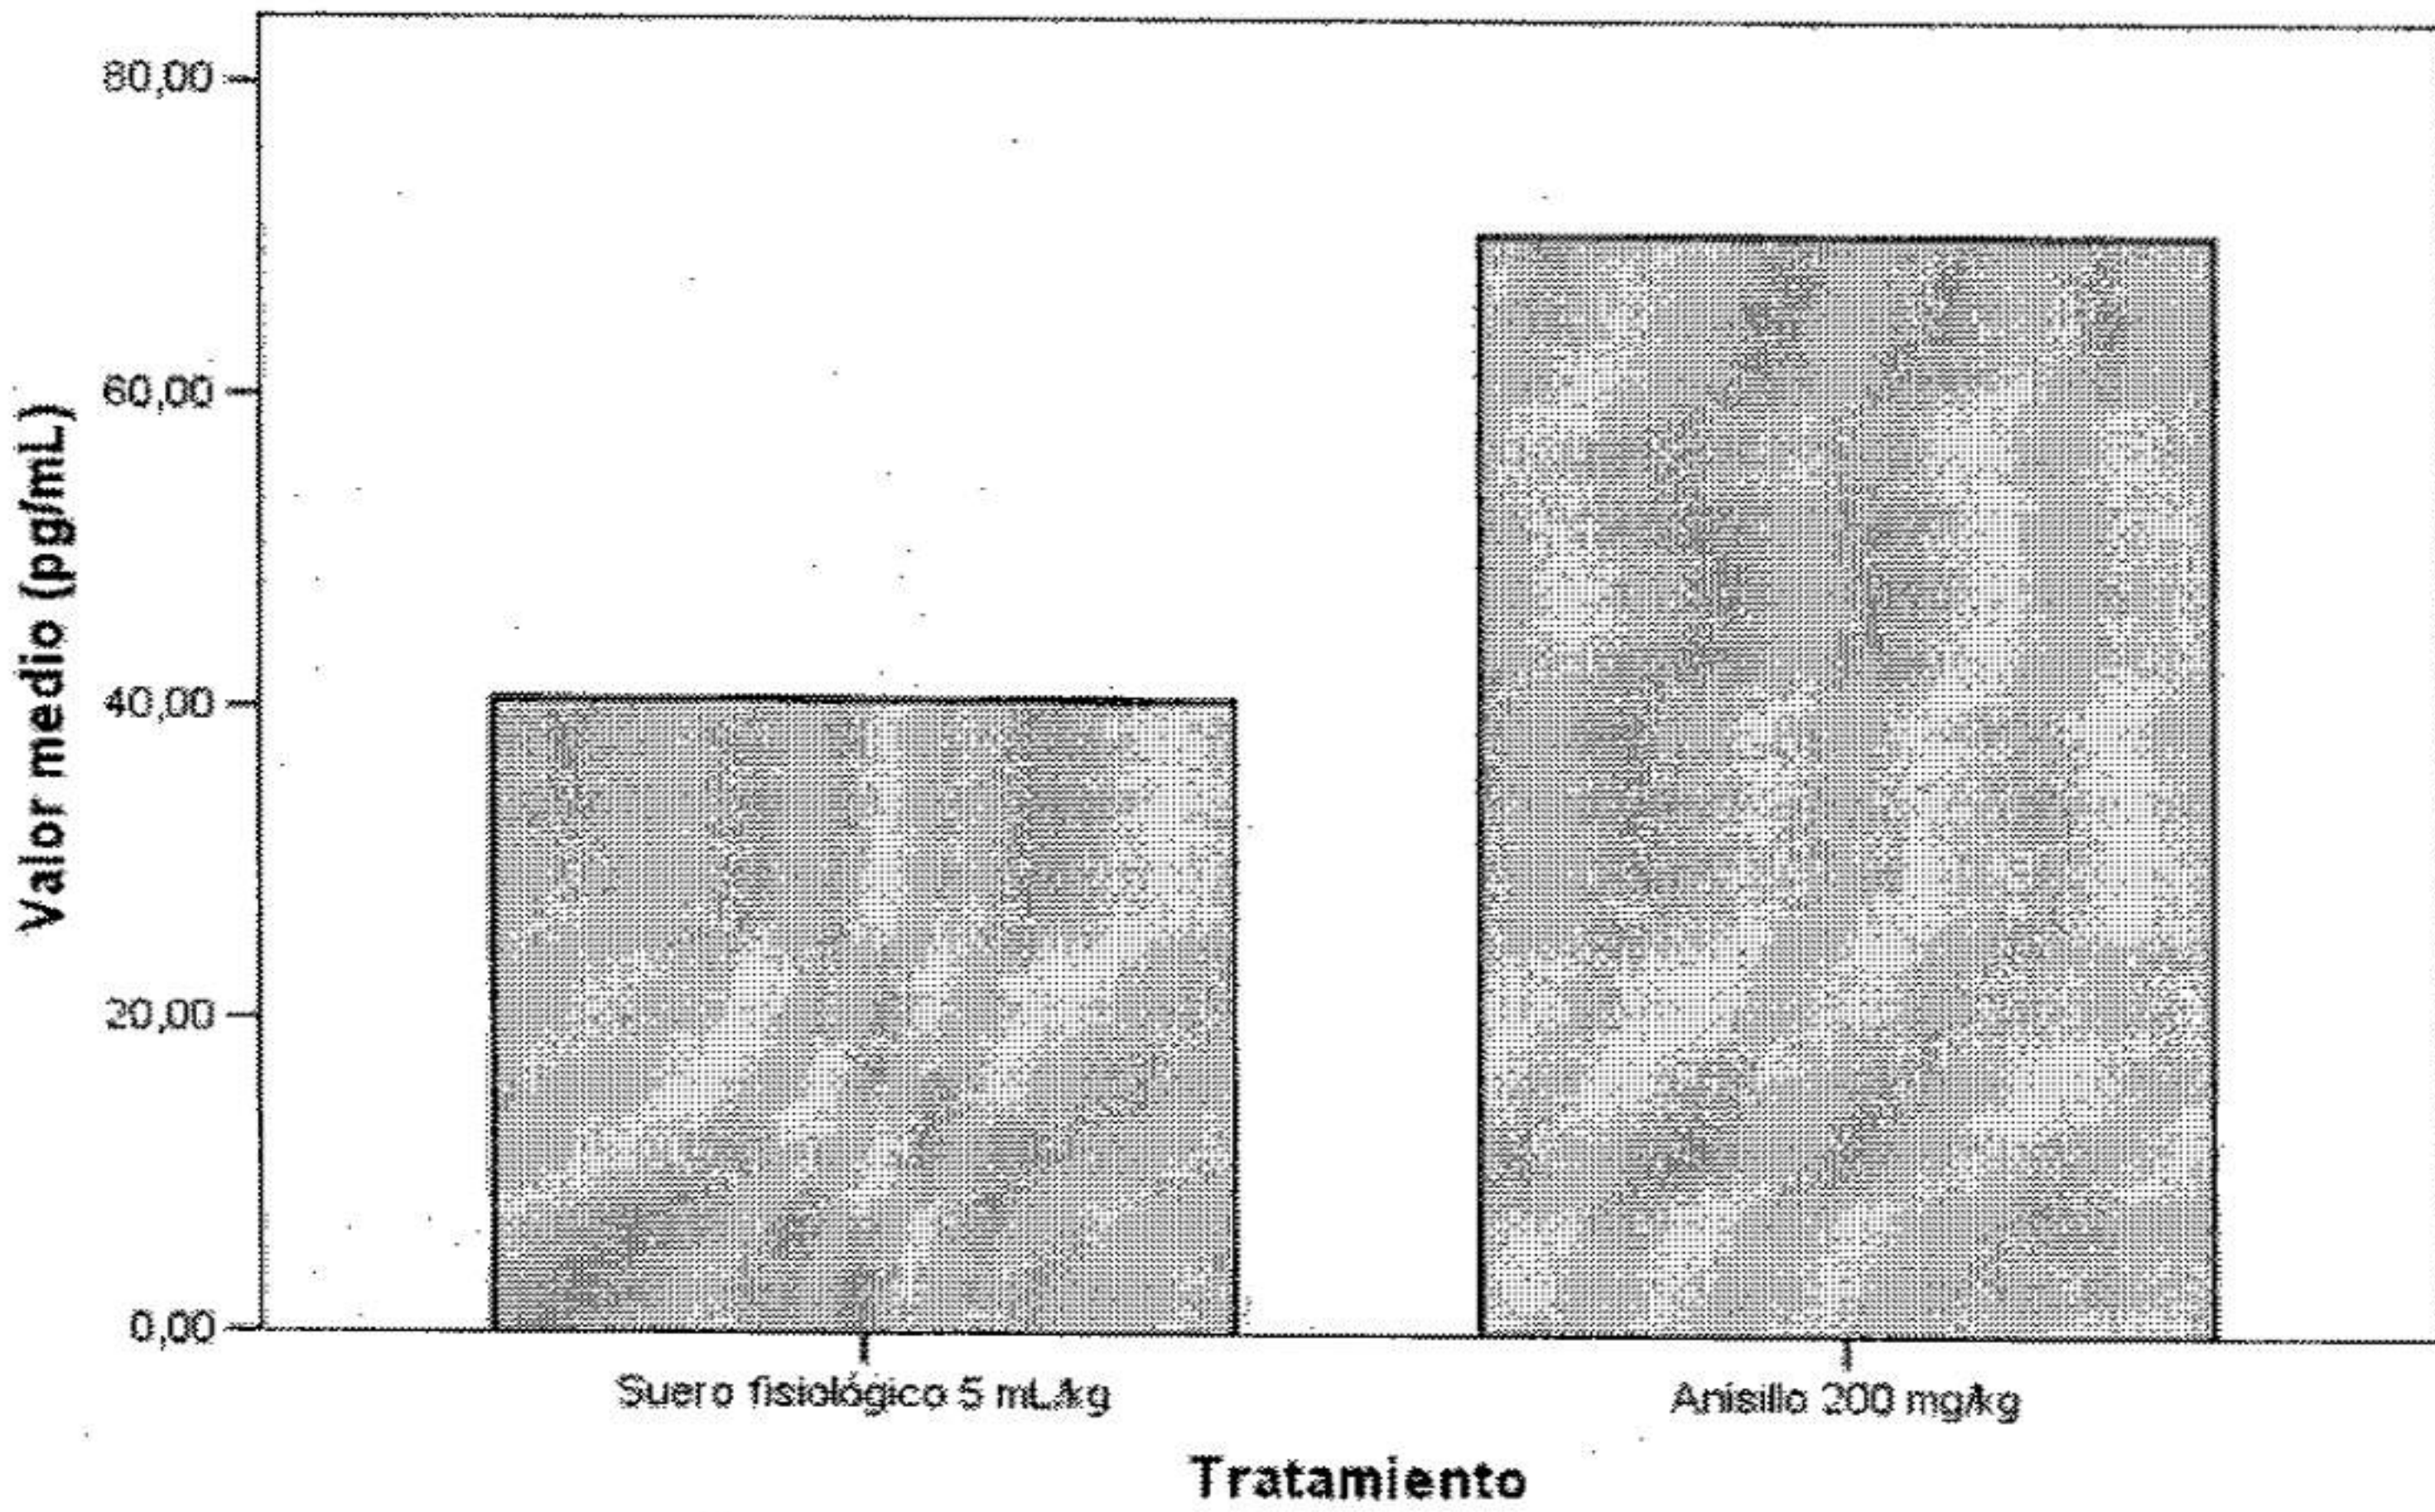 80,00
60,00
40,00
20,00
0,00
Valor medio (pg/mL)
Suero fisiológico 5 mL/kg
Anisillo 200 mg/kg
Tratamiento